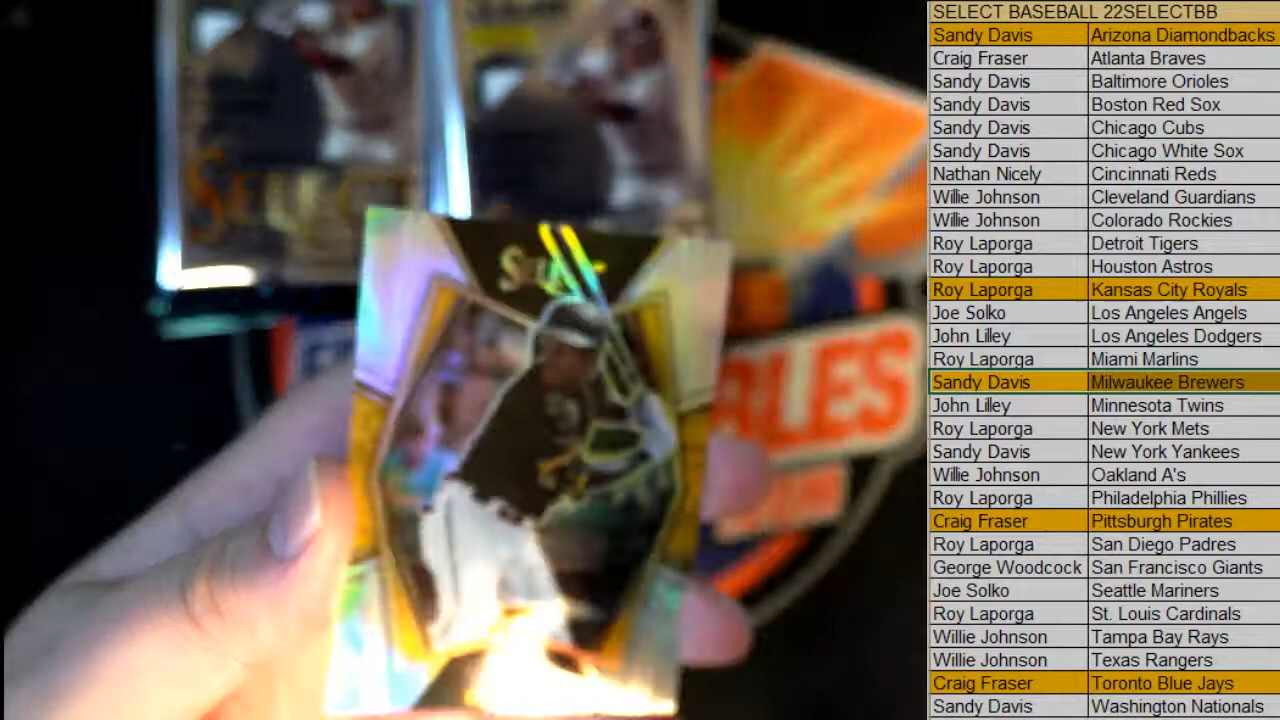 SELECT BASEBALL 22SELECTBB
Sandy Davis Arizona Diamondbacks
Craig Fraser Atlanta Braves
Sandy Davis Baltimore Orioles
Sandy Davis Boston Red Sox
Sandy Davis Chicago Cubs
Sandy Davis Chicago White Sox
Nathan Nicely Cincinnati Reds
Willie Johnson Cleveland Guardians
Willie Johnson Colorado Rockies
Roy Laporga Detroit Tigers
Roy Laporga Houston Astros
Roy Laporga Kansas City Royals
Joe Solko Los Angeles Angels
John Lilley Los Angeles Dodgers
Roy Laporga Miami Marlins
Sandy Davis Milwaukee Brewers
John Lilley Minnesota Twins
Roy Laporga New York Mets
Sandy Davis New York Yankees
Willie Johnson Oakland A's
Roy Laporga Philadelphia Phillies
Craig Fraser Pittsburgh Pirates
Roy Laporga San Diego Padres
George Woodcock San Francisco Giants
Joe Solko Seattle Mariners
Roy Laporga St. Louis Cardinals
Willie Johnson Tampa Bay Rays
Willie Johnson Texas Rangers
Craig Fraser Toronto Blue Jays
Sandy Davis Washington Nationals